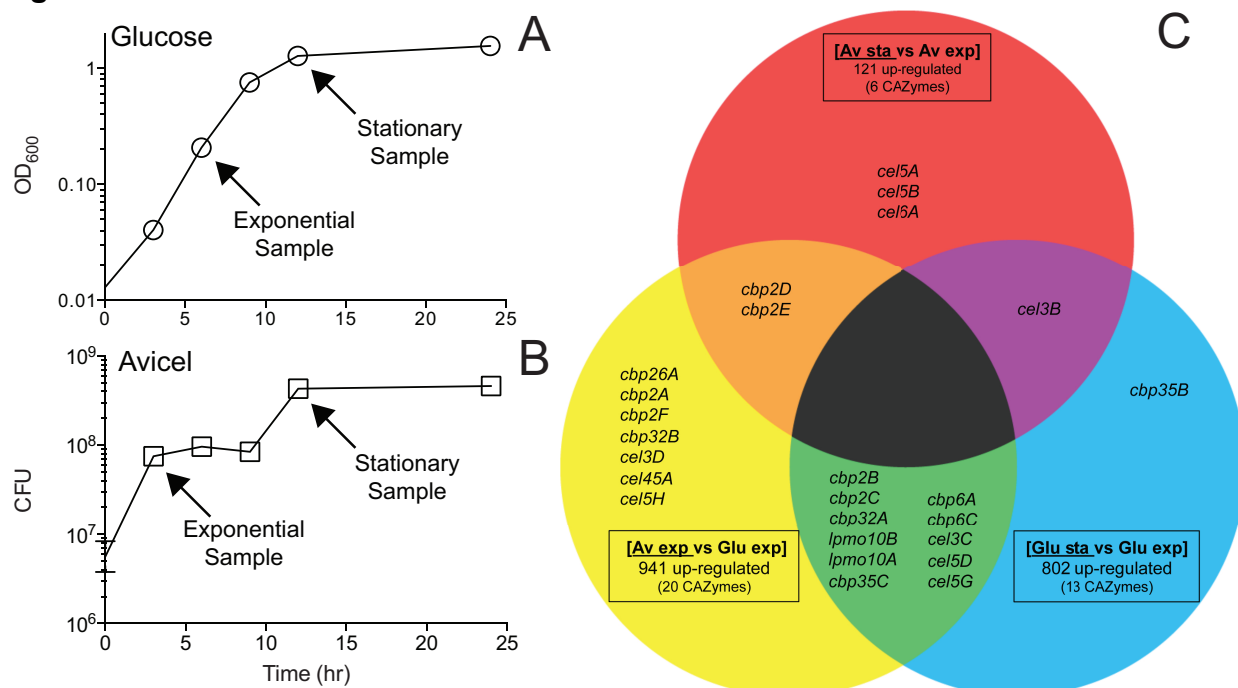 Glucose
A
1
0.10
0.01
OD600
Stationary
Sample
Exponential
Sample
0
5
10
15
20
25
Avicel
B
10^9
10^8
10^7
10^6
CFU
Stationary
Sample
Exponential
Sample
0
5
10
15
20
25
Time (hr)
C
[Av sta vs Av exp]
121 up-regulated
(6 CAZymes)
cel5A
cel5B
cel6A
cbp2D
cbp2E
cel3B
cbp26A
cbp2A
cbp2F
cbp32B
cel3D
cel45A
cel5H
cbp35B
cbp2B
cbp2C
cbp32A
lpmo10B
lpmo10A
cbp35C
cbp6A
cbp6C
cel3C
cel5D
cel5G
[Av exp vs Glu exp]
941 up-regulated
(20 CAZymes)
[Glu sta vs Glu exp]
802 up-regulated
(13 CAZymes)